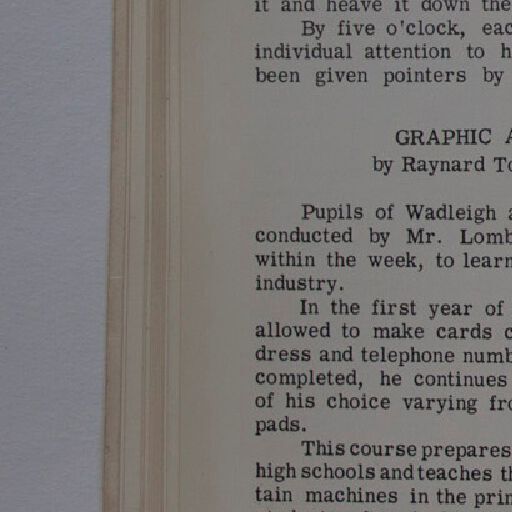 it and heave it down the
By five o'clock, eac
individual attention to h
been given pointers by
GRAPHIC A
by Raynard To
Pupils of Wadleigh a
conducted by Mr. Lomb
within the week, to learn
industry.
In the first year of
allowed to make cards c
dress and telephone numb
completed, he continues
of his choice varying fro
pads.
This course prepares
high schools and teaches th
tain machines in the prin